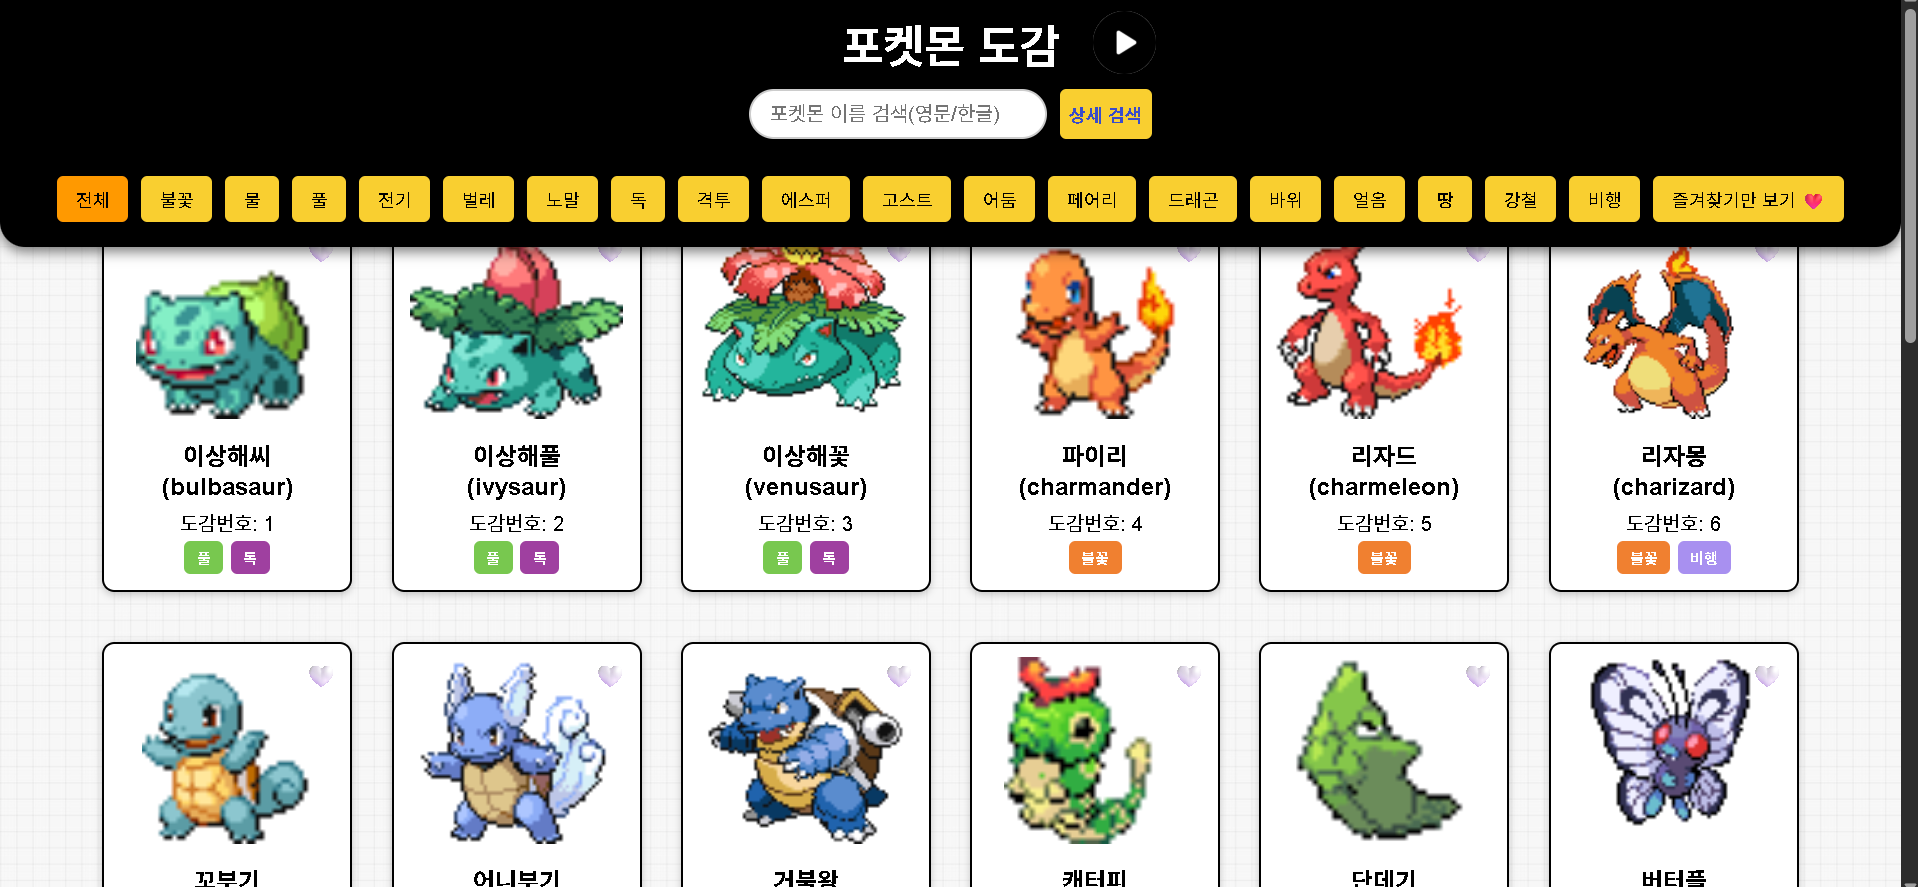 포켓몬 도감
포켓몬 이름 검색(영문/한글)
상세 검색
전체 불꽃 물 풀 전기 벌레 노말 독 격투 에스퍼 고스트 어둠 페어리 드래곤 바위 얼음 땅 강철 비행 즐겨찾기만 보기
이상해씨
(bulbasaur)
도감번호: 1
풀 독
이상해풀
(ivysaur)
도감번호: 2
풀 독
이상해꽃
(venusaur)
도감번호: 3
풀 독
파이리
(charmander)
도감번호: 4
불꽃
리자드
(charmeleon)
도감번호: 5
불꽃
리자몽
(charizard)
도감번호: 6
불꽃 비행
꼬부기
어니부기
거북왕
캐터피
단데기
버터플